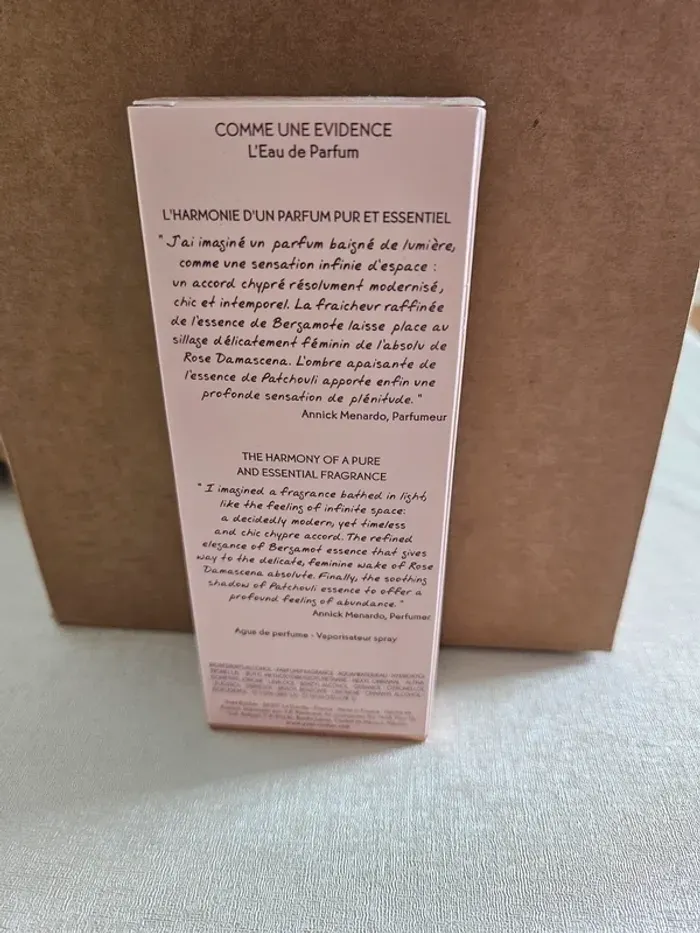 COMME UNE EVIDENCE
L'Eau de Parfum
L'HARMONIE D'UN PARFUM PUR ET ESSENTIEL
"J'ai imaginé un parfum baigné de lumière,
comme une sensation infinie d'espace :
un accord chypré résolument modernisé,
chic et intemporel. La fraicheur raffinée
de l'essence de Bergamote laisse place au
sillage délicatement féminin de l'absolu de
Rose Damascena. L'ombre apaisante de
l'essence de Patchouli apporte enfin une
profonde sensation de plénitude."
Annick Menardo, Parfumeur
THE HARMONY OF A PURE
AND ESSENTIAL FRAGRANCE
"I imagined a fragrance bathed in light,
like the feeling of infinite space:
a decidedly modern, yet timeless
and chic chypre accord. The refined
elegance of Bergamot essence that gives
way to the delicate, feminine wake of Rose
Damascena absolute. Finally, the soothing
shadow of Patchouli essence to offer a
profound feeling of abundance."
Annick Menardo, Perfumer
Agua de perfume - Vaporisateur spray